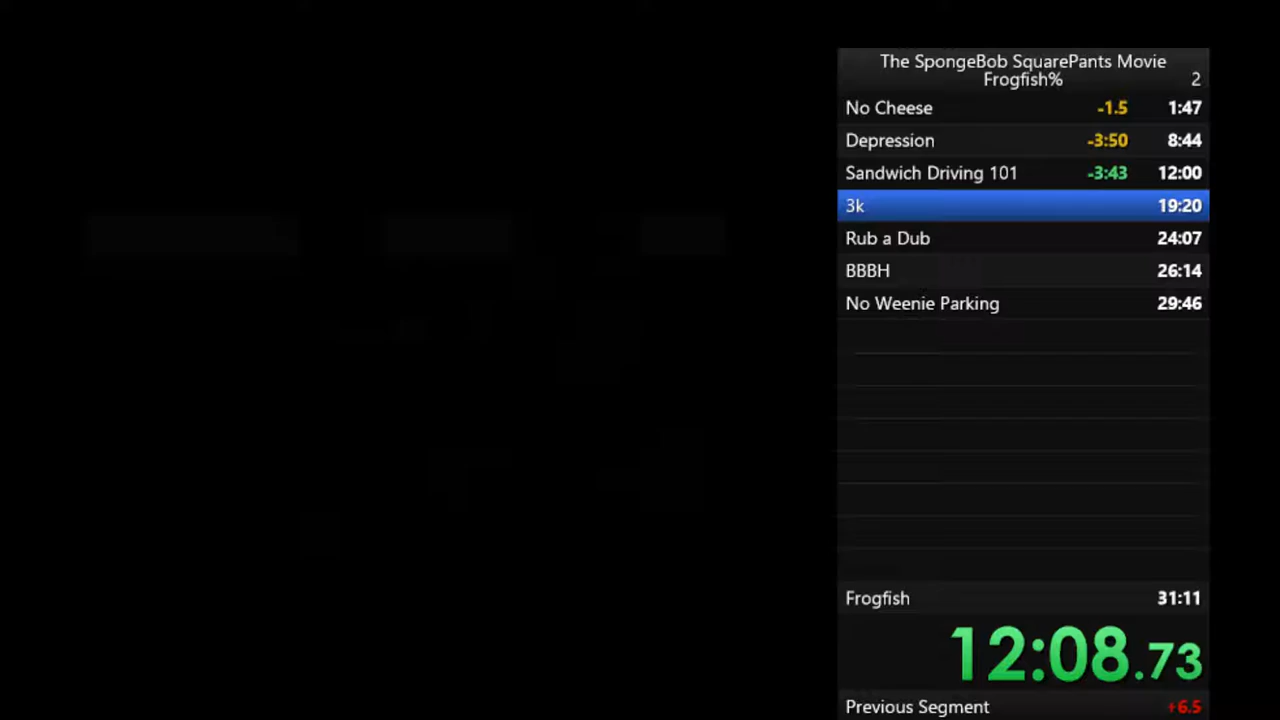 The SpongeBob SquarePants Movie
Frogfish% 2
No Cheese -1.5 1:47
Depression -3:50 8:44
Sandwich Driving 101 -3:43 12:00
3k 19:20
Rub a Dub 24:07
BBBH 26:14
No Weenie Parking 29:46
Frogfish 31:11
12:08.73
Previous Segment +6.5